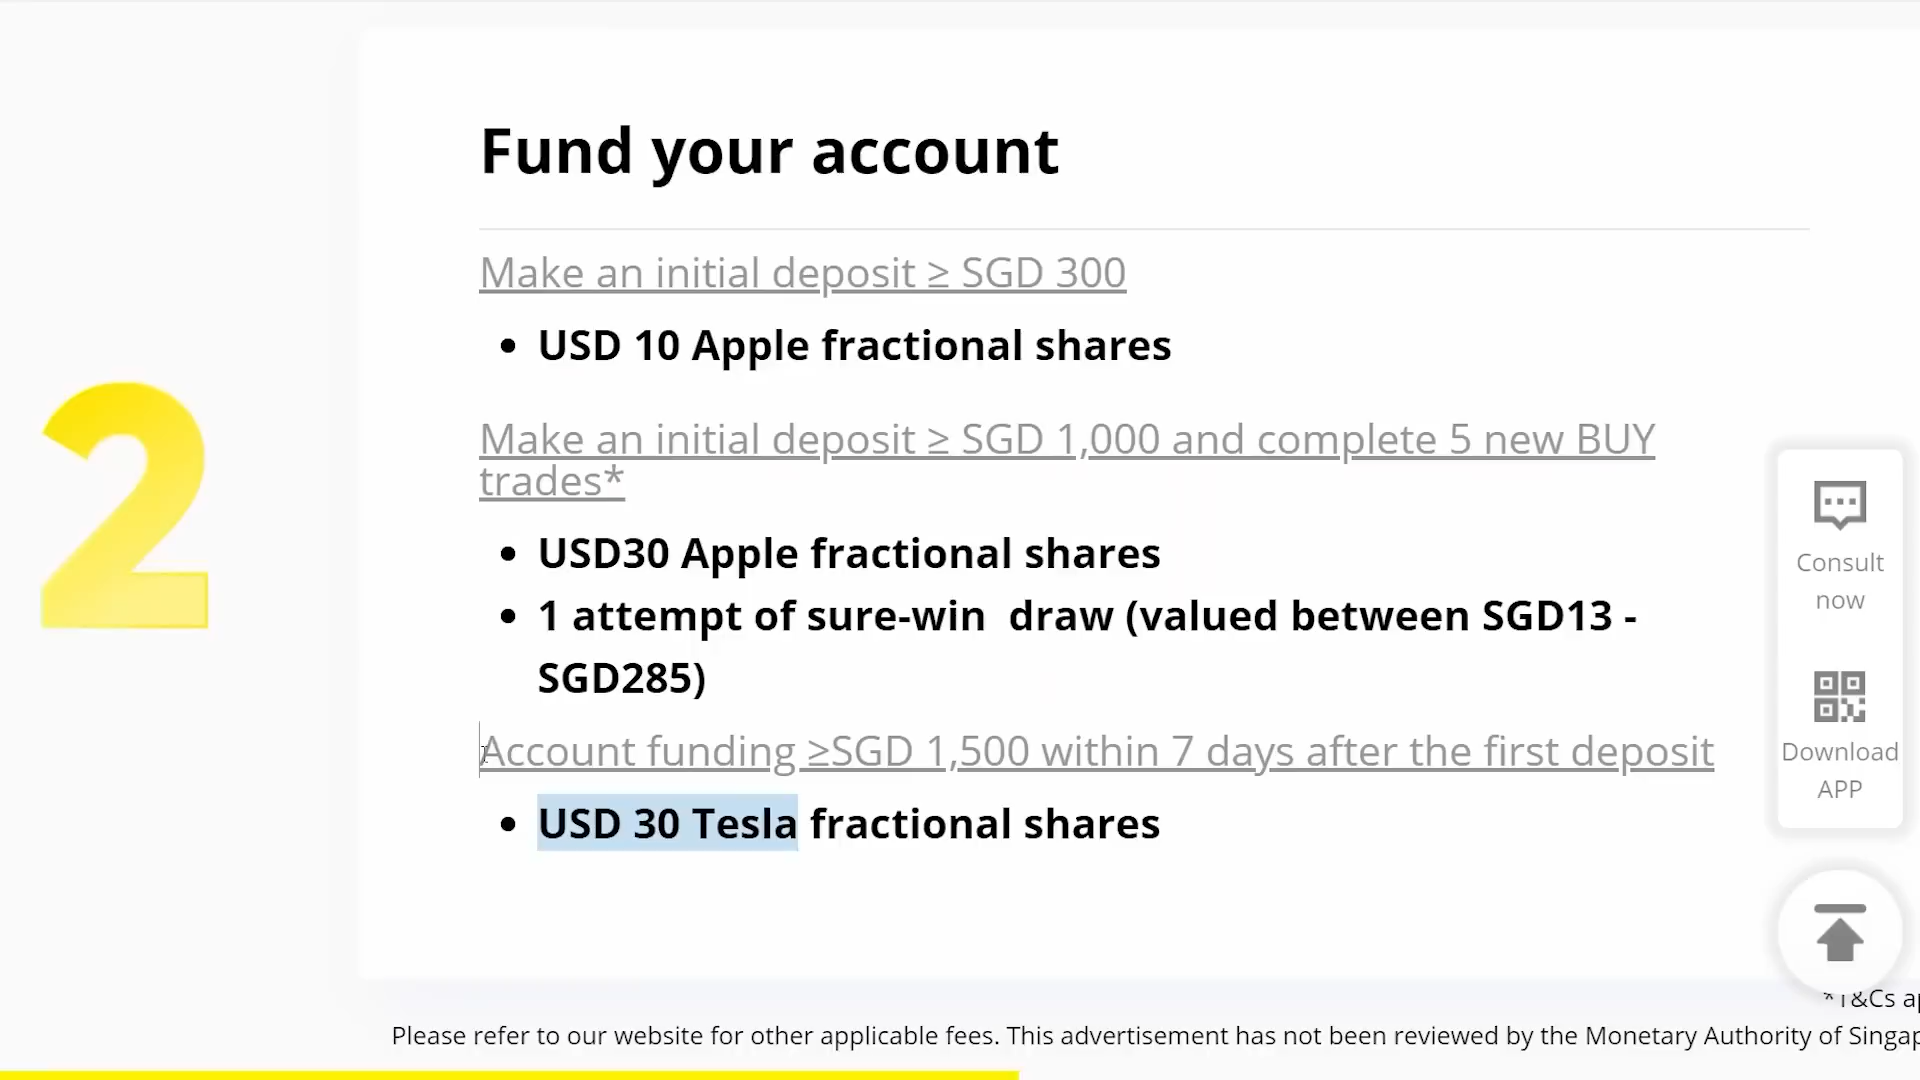 Fund your account
Make an initial deposit ≥ SGD 300
• USD 10 Apple fractional shares
2
Make an initial deposit ≥ SGD 1,000 and complete 5 new BUY
trades*
• USD30 Apple fractional shares
• 1 attempt of sure-win  draw (valued between SGD13 -
SGD285)
Account funding ≥SGD 1,500 within 7 days after the first deposit
• USD 30 Tesla fractional shares
Consult
now
Download
APP
*T&Cs
Please refer to our website for other applicable fees. This advertisement has not been reviewed by the Monetary Authority of